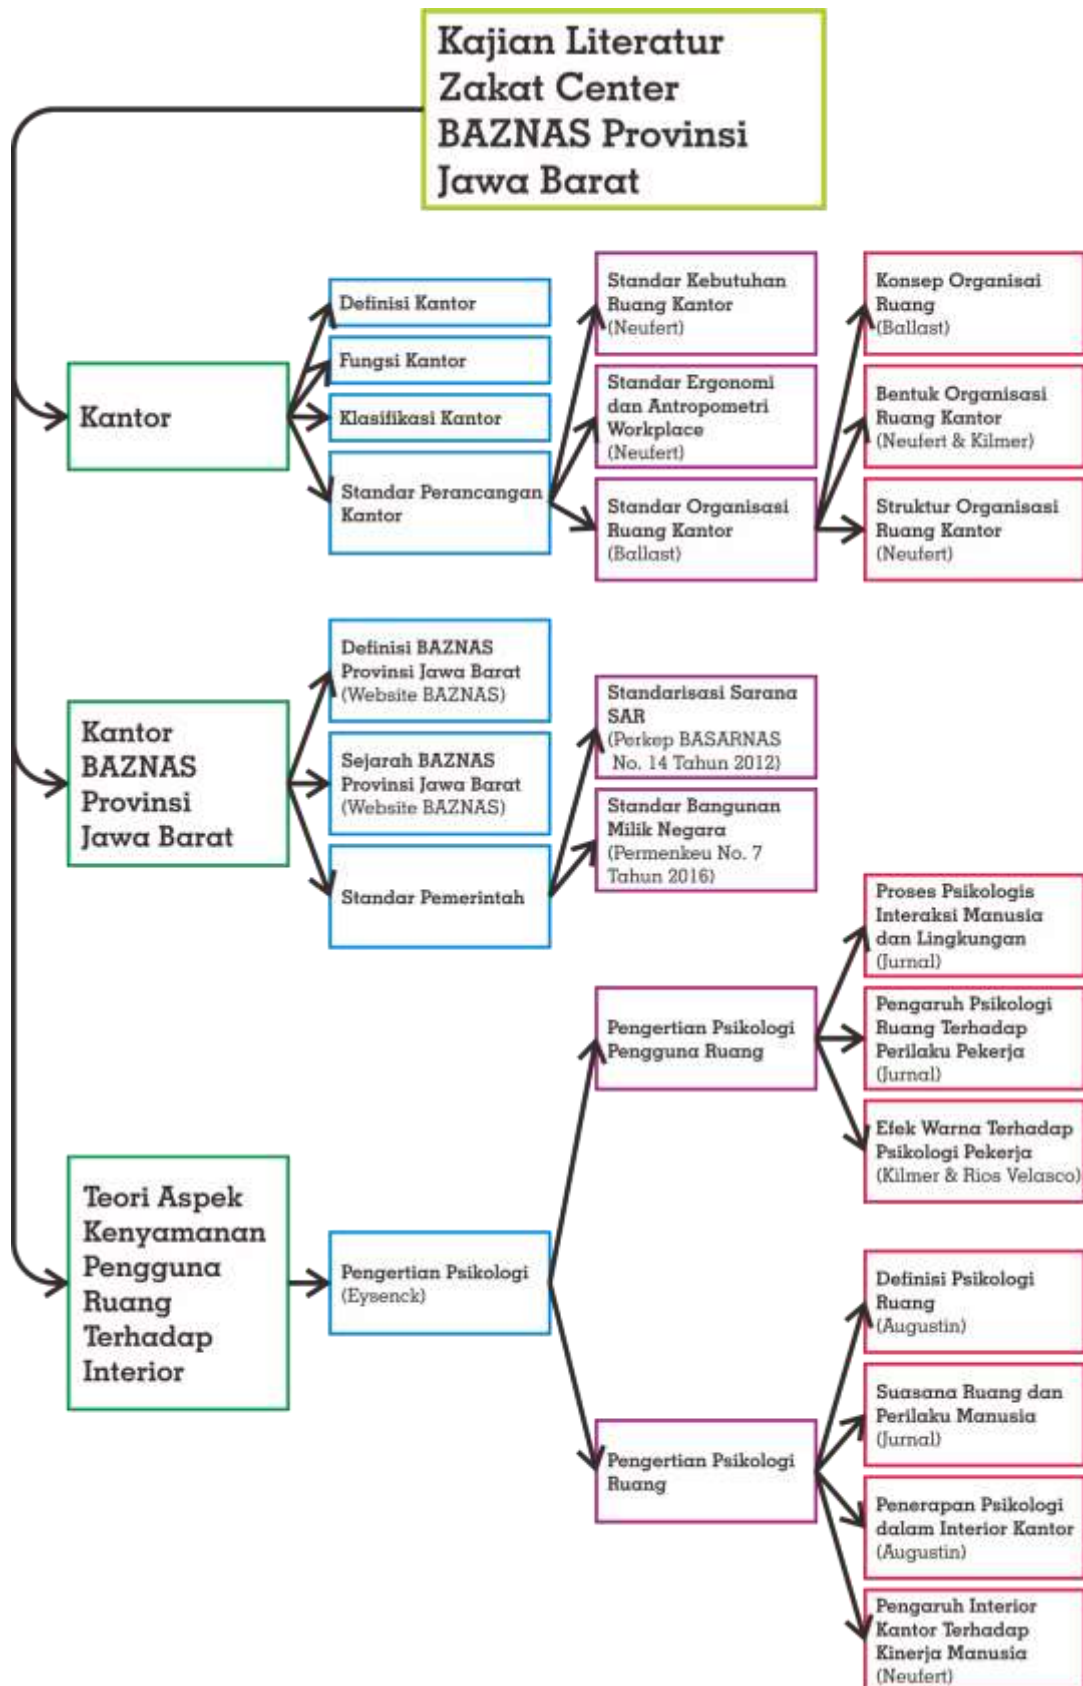 Kajian Literatur
Zakat Center
BAZNAS Provinsi
Jawa Barat
Kantor
Definisi Kantor
Fungsi Kantor
Klasifikasi Kantor
Standar Perancangan
Kantor
Standar Kebutuhan
Ruang Kantor
(Neufert)
Standar Ergonomi
dan Antropometri
Workplace
(Neufert)
Standar Organisasi
Ruang Kantor
(Ballast)
Konsep Organisai
Ruang
(Ballast)
Bentuk Organisasi
Ruang Kantor
(Neufert & Kilmer)
Struktur Organisasi
Ruang Kantor
(Neufert)
Kantor
BAZNAS
Provinsi
Jawa Barat
Definisi BAZNAS
Provinsi Jawa Barat
(Website BAZNAS)
Sejarah BAZNAS
Provinsi Jawa Barat
(Website BAZNAS)
Standar Pemerintah
Standarisasi Sarana
SAR
(Perkep BASARNAS
No. 14 Tahun 2012)
Standar Bangunan
Milik Negara
(Permenkeu No. 7
Tahun 2016)
Teori Aspek
Kenyamanan
Pengguna
Ruang
Terhadap
Interior
Pengertian Psikologi
(Eysenck)
Pengertian Psikologi
Pengguna Ruang
Proses Psikologis
Interaksi Manusia
dan Lingkungan
(Jurnal)
Pengaruh Psikologi
Ruang Terhadap
Perilaku Pekerja
(Jurnal)
Efek Warna Terhadap
Psikologi Pekerja
(Kilmer & Rios Velasco)
Pengertian Psikologi
Ruang
Definisi Psikologi
Ruang
(Augustin)
Suasana Ruang dan
Perilaku Manusia
(Jurnal)
Penerapan Psikologi
dalam Interior Kantor
(Augustin)
Pengaruh Interior
Kantor Terhadap
Kinerja Manusia
(Neufert)